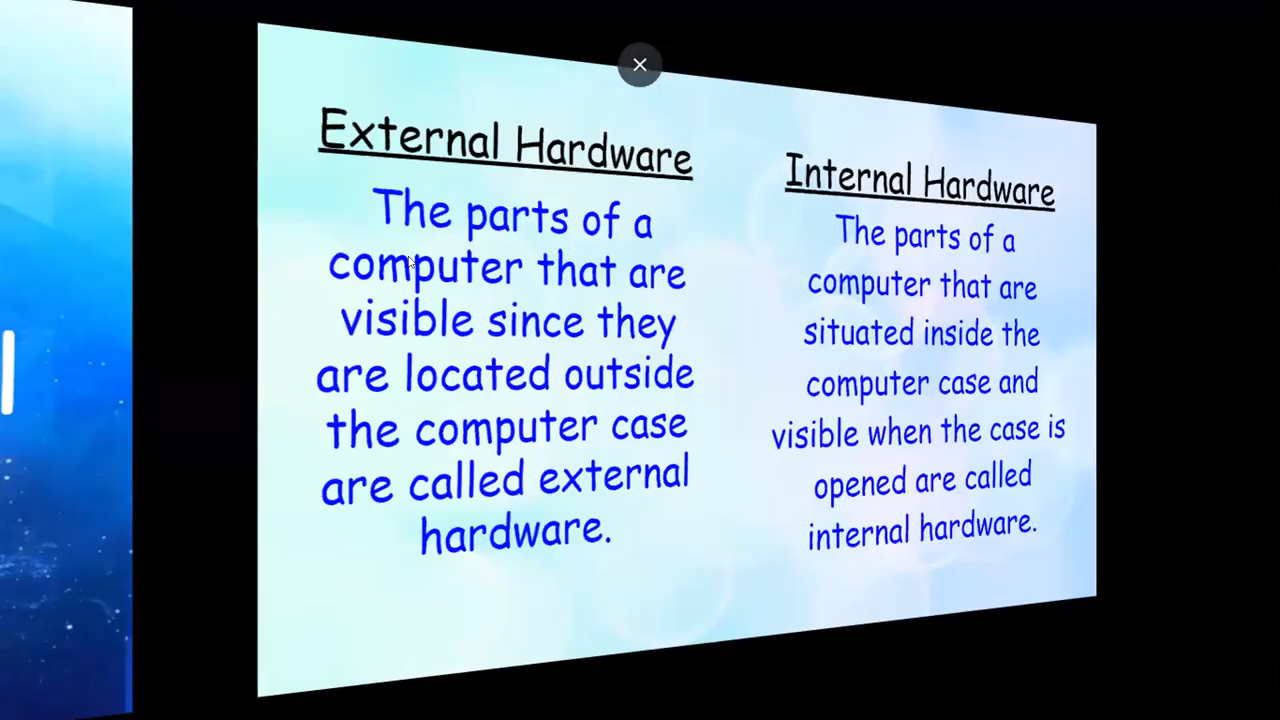 External Hardware
The parts of a
computer that are
visible since they
are located outside
the computer case
are called external
hardware.
Internal Hardware
The parts of a
computer that are
situated inside the
computer case and
visible when the case is
opened are called
internal hardware.